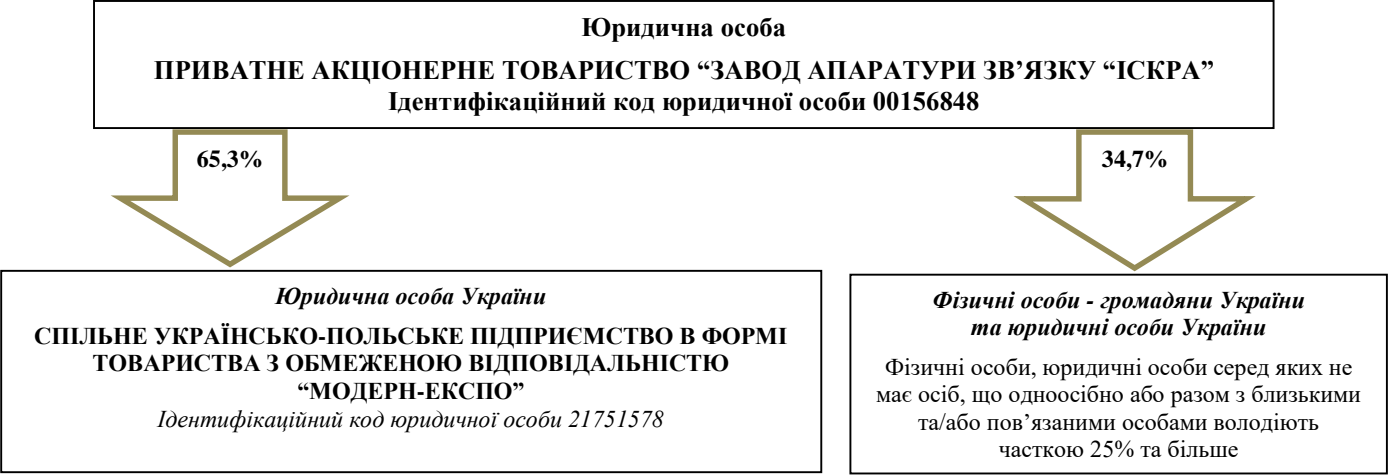 Юридична особа
ПРИВАТНЕ АКЦІОНЕРНЕ ТОВАРИСТВО “ЗАВОД АПАРАТУРИ ЗВ’ЯЗКУ “ІСКРА”
Ідентифікаційний код юридичної особи 00156848
65,3%
34,7%
Юридична особа України
СПІЛЬНЕ УКРАЇНСЬКО-ПОЛЬСЬКЕ ПІДПРИЄМСТВО В ФОРМІ
ТОВАРИСТВА З ОБМЕЖЕНОЮ ВІДПОВІДАЛЬНІСТЮ
“МОДЕРН-ЕКСПО”
Ідентифікаційний код юридичної особи 21751578
Фізичні особи - громадяни України
та юридичні особи України
Фізичні особи, юридичні особи серед яких не
має осіб, що одноосібно або разом з близькими
та/або пов’язаними особами володіють
часткою 25% та більше